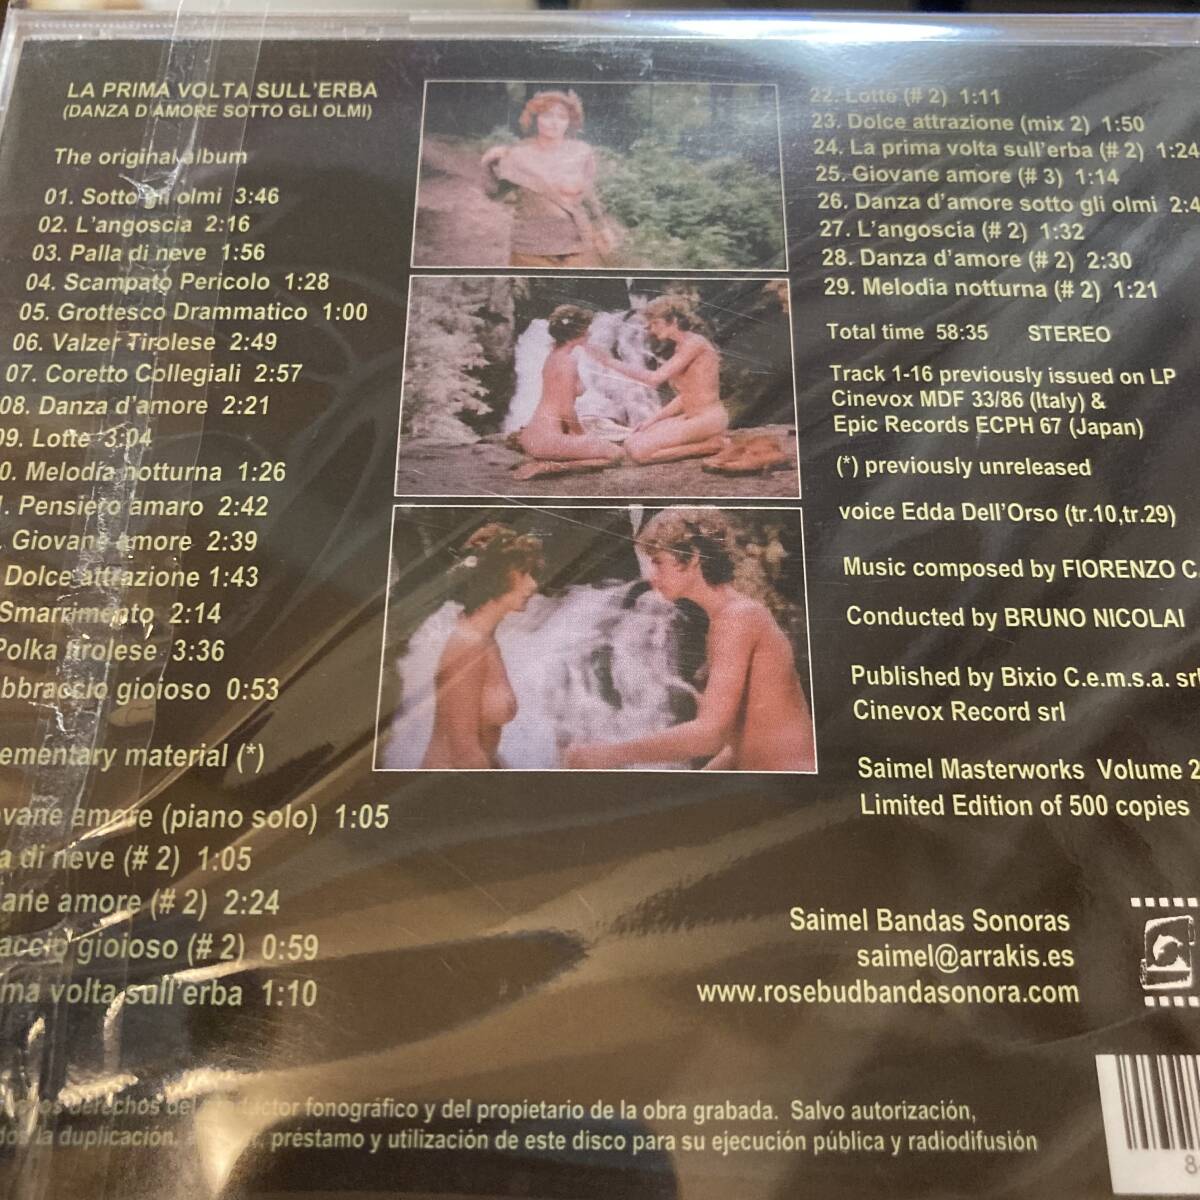 LA PRIMA VOLTA SULL'ERBA
(DANZA D'AMORE SOTTO GLI OLMI)
The original album
01. Sotto gli olmi 3:46
02. L'angoscia 2:16
03. Palla di neve 1:56
04. Scampato Pericolo 1:28
05. Grottesco Drammatico 1:00
06. Valzer Tirolese 2:49
07. Coretto Collegiali 2:57
08. Danza d'amore 2:21
09. Lotte 3:04
0. Melodia notturna 1:26
. Pensiero amaro 2:42
. Giovane amore 2:39
Dolce attrazione 1:43
Smarrimento 2:14
Polka tirolese 3:36
bbraccio gioioso 0:53
ementary material (*)
vane amore (piano solo) 1:05
a di neve (# 2) 1:05
ane amore (# 2) 2:24
accio gioioso (# 2) 0:59
ma volta sull'erba 1:10
22. Lotte (# 2) 1:11
23. Dolce attrazione (mix 2) 1:50
24. La prima volta sull'erba (# 2) 1:24
25. Giovane amore (# 3) 1:14
26. Danza d'amore sotto gli olmi 2:4
27. L'angoscia (# 2) 1:32
28. Danza d'amore (# 2) 2:30
29. Melodia notturna (# 2) 1:21
Total time 58:35 STEREO
Track 1-16 previously issued on LP
Cinevox MDF 33/86 (Italy) &
Epic Records ECPH 67 (Japan)
(*) previously unreleased
voice Edda Dell'Orso (tr.10,tr.29)
Music composed by FIORENZO C
Conducted by BRUNO NICOLAI
Published by Bixio C.e.m.s.a. srl
Cinevox Record srl
Saimel Masterworks Volume 2
Limited Edition of 500 copies
Saimel Bandas Sonoras
saimel@arrakis.es
www.rosebudbandasonora.com
os derechos del productor fonográfico y del propietario de la obra grabada. Salvo autorización,
dos la duplicación, préstamo y utilización de este disco para su ejecución pública y radiodifusión
8